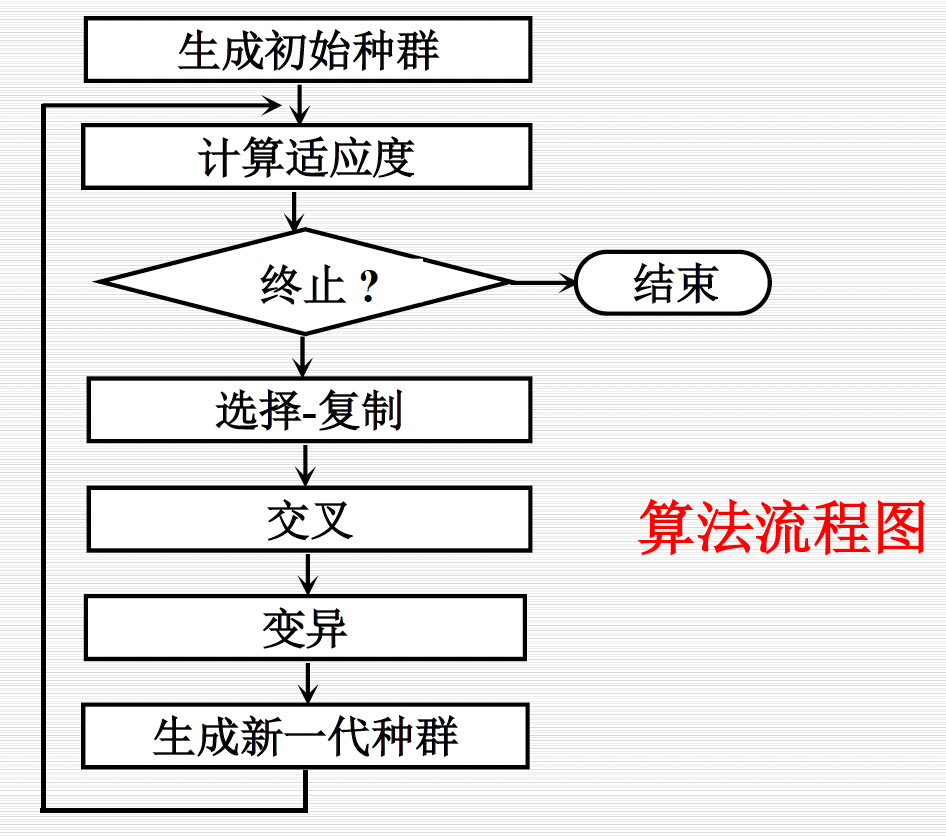 生成初始种群
计算适应度
终止?
结束
选择-复制
交叉
算法流程图
变异
生成新一代种群